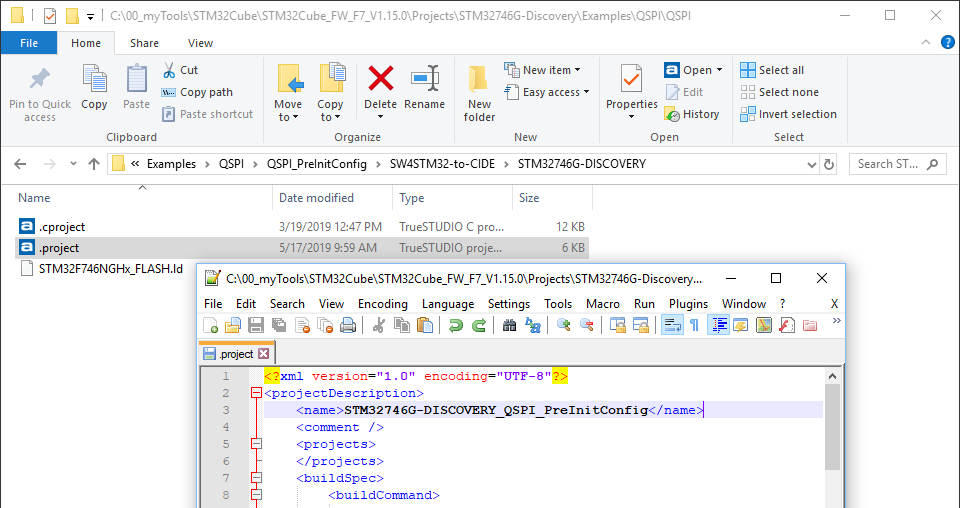 C:\00_myTools\STM32Cube\STM32Cube_FW_F7_V1.15.0\Projects\STM32746G-Discovery\Examples\QSPI\QSPI
File Home Share View
Pin to Quick access
Copy
Paste
Cut
Copy path
Paste shortcut
Clipboard
Move to
Copy to
Delete
Rename
Organize
New folder
New item
Easy access
New
Properties
Open
Edit
History
Open
Select all
Select none
Invert selection
Select
« Examples > QSPI > QSPI_PreInitConfig > SW4STM32-to-CIDE > STM32746G-DISCOVERY
Search ST...
Name Date modified Type Size
.cproject 3/19/2019 12:47 PM TrueSTUDIO C pro... 12 KB
.project 5/17/2019 9:59 AM TrueSTUDIO proje... 6 KB
STM32F746NGHx_FLASH.ld
C:\00_myTools\STM32Cube\STM32Cube_FW_F7_V1.15.0\Projects\STM32746G-Discovery...
File Edit Search View Encoding Language Settings Tools Macro Run Plugins Window ? X
.project
1 <?xml version="1.0" encoding="UTF-8"?>
2 <projectDescription>
3 <name>STM32746G-DISCOVERY_QSPI_PreInitConfig</name>
4 <comment />
5 <projects>
6 </projects>
7 <buildSpec>
8 <buildCommand>